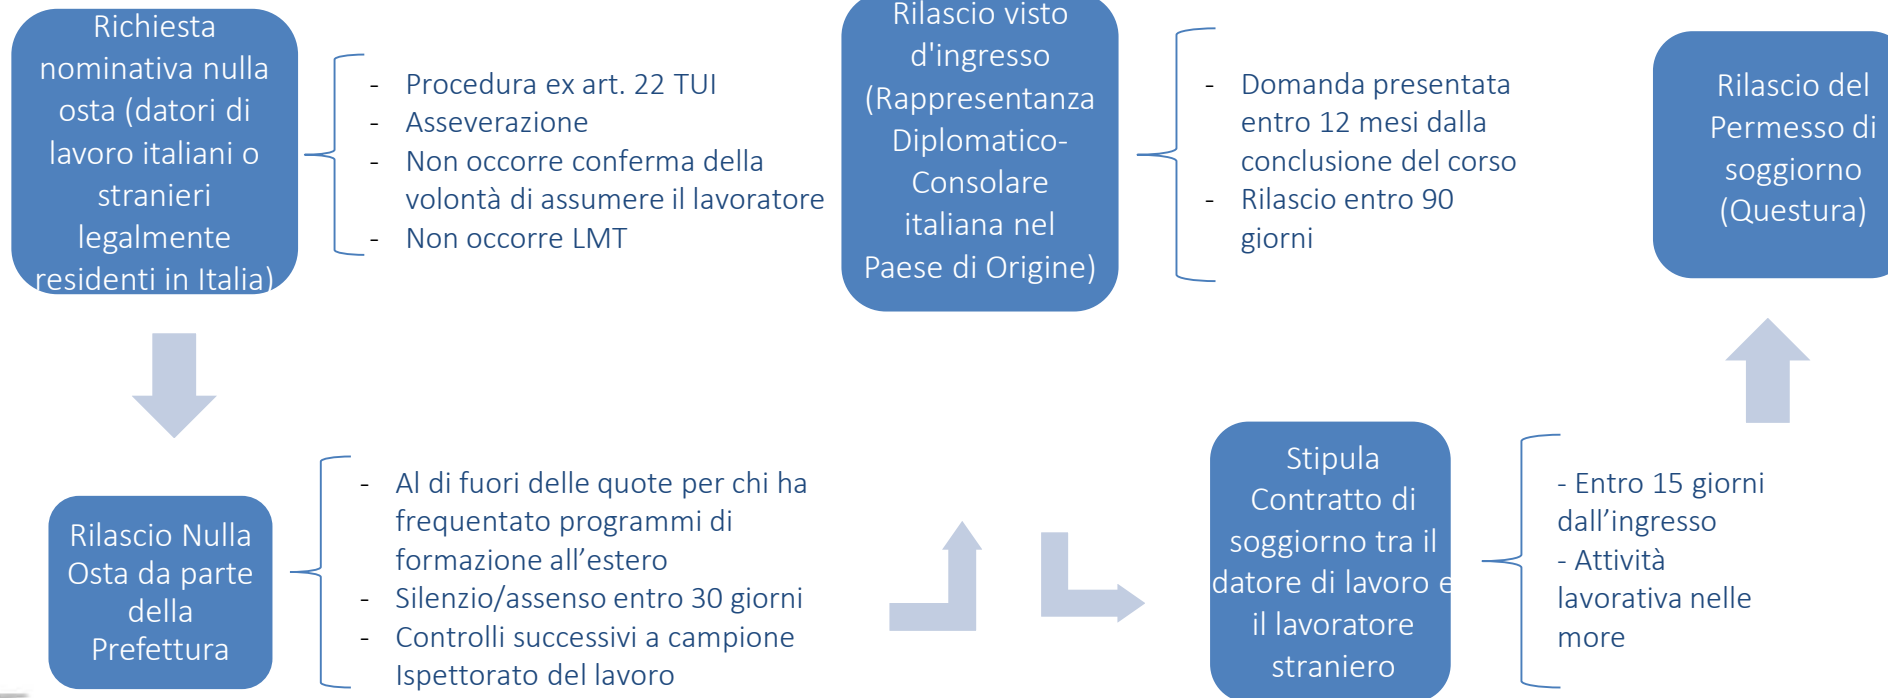 Richiesta
nominativa nulla
osta (datori di
lavoro italiani o
stranieri
legalmente
residenti in Italia)
- Procedura ex art. 22 TUI
- Asseverazione
- Non occorre conferma della
volontà di assumere il lavoratore
- Non occorre LMT
Rilascio Nulla
Osta da parte
della
Prefettura
- Al di fuori delle quote per chi ha
frequentato programmi di
formazione all’estero
- Silenzio/assenso entro 30 giorni
- Controlli successivi a campione
Ispettorato del lavoro
Rilascio visto
d'ingresso
(Rappresentanza
Diplomatico-
Consolare
italiana nel
Paese di Origine)
- Domanda presentata
entro 12 mesi dalla
conclusione del corso
- Rilascio entro 90
giorni
Stipula
Contratto di
soggiorno tra il
datore di lavoro e
il lavoratore
straniero
- Entro 15 giorni
dall’ingresso
- Attività
lavorativa nelle
more
Rilascio del
Permesso di
soggiorno
(Questura)